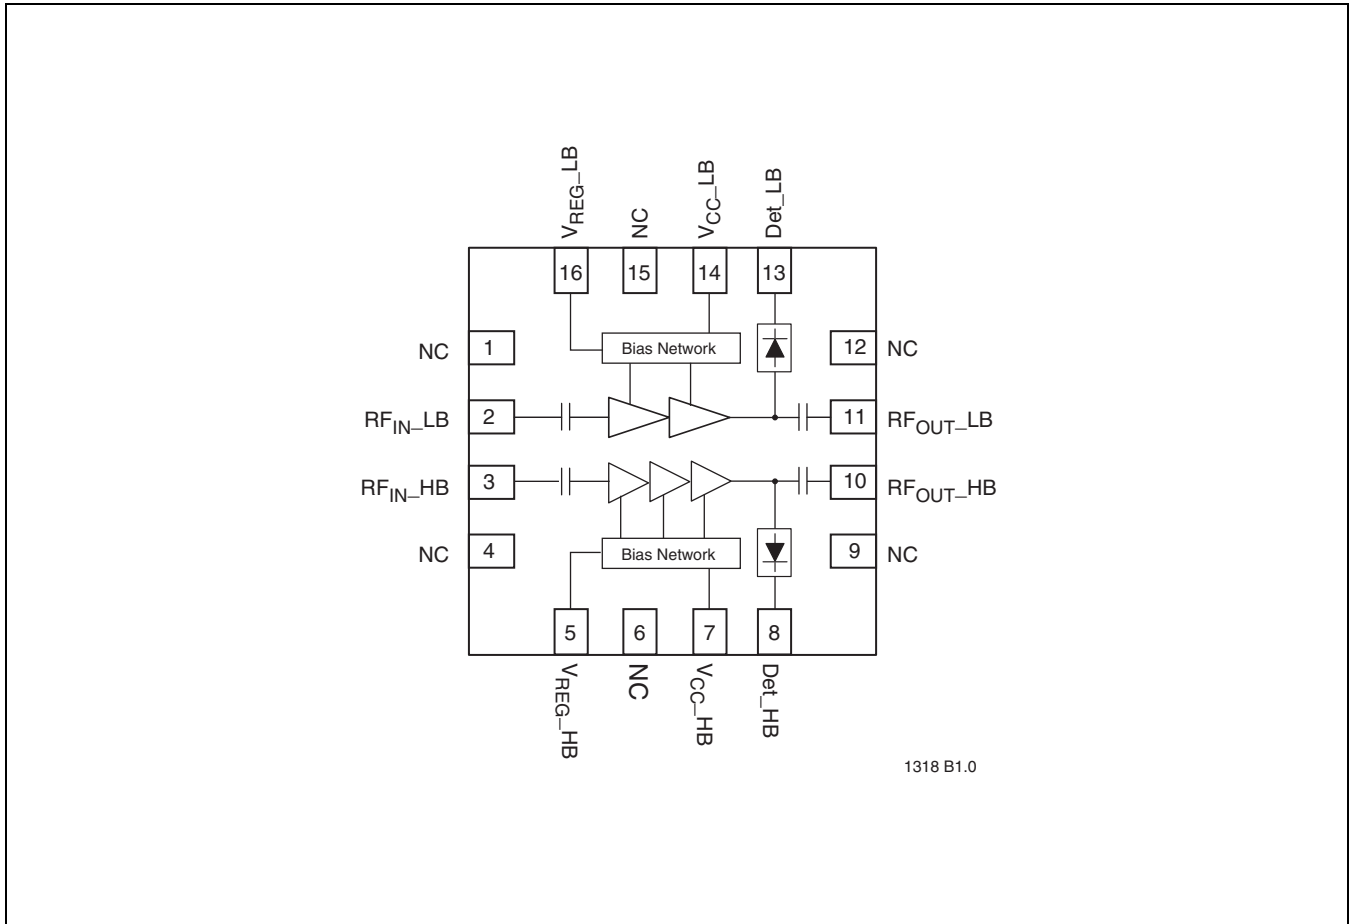 VREG_LB
NC
VCC_LB
Det_LB
16
15
14
13
NC
1
Bias Network
12
NC
RFIN_LB
2
11
RFOUT_LB
RFIN_HB
3
10
RFOUT_HB
NC
4
Bias Network
9
NC
5
6
7
8
VREG_HB
NC
VCC_HB
Det_HB
1318 B1.0